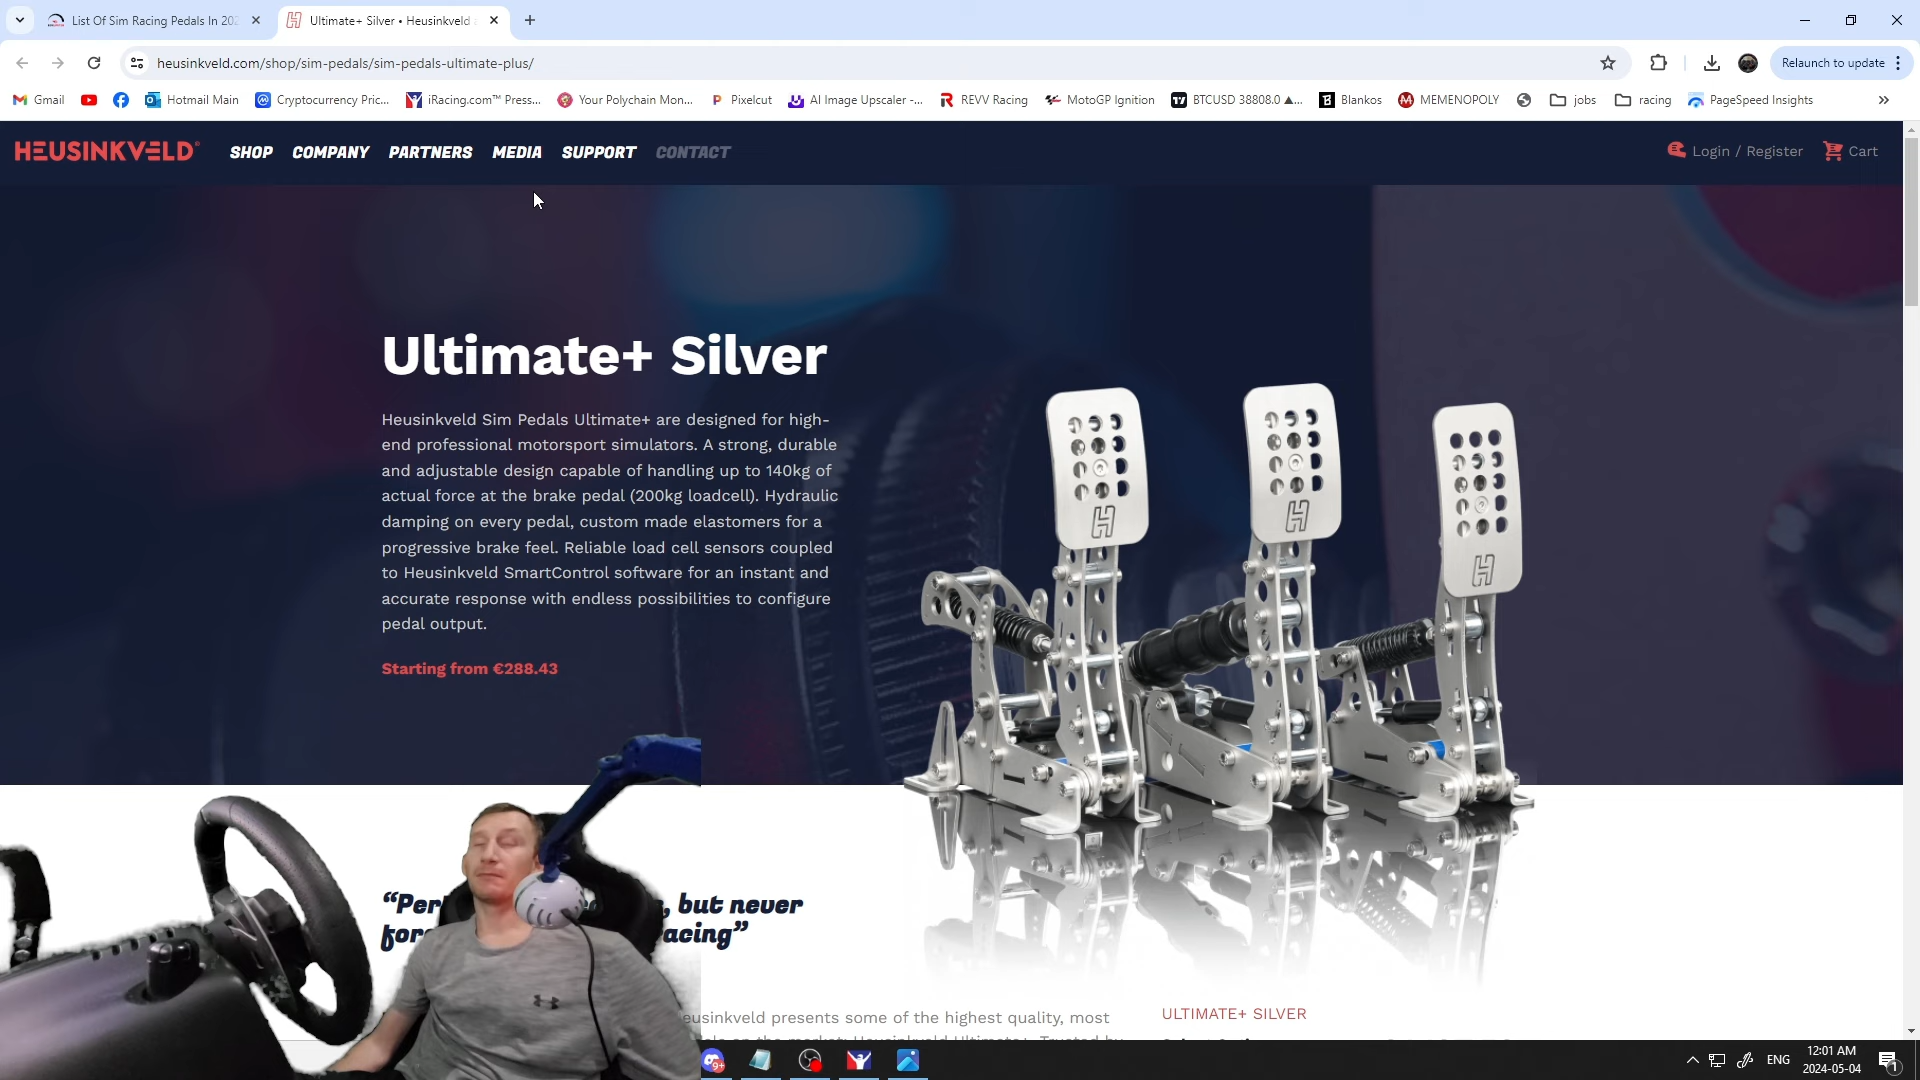 List Of Sim Racing Pedals In 202
Ultimate+ Silver • Heusinkveld
heusinkveld.com/shop/sim-pedals/sim-pedals-ultimate-plus/
Relaunch to update
Gmail
Hotmail Main
Cryptocurrency Pric...
iRacing.com™ Press...
Your Polychain Mon...
Pixelcut
AI Image Upscaler -...
REVV Racing
MotoGP Ignition
BTCUSD 38808.0 ▲...
Blankos
MEMENOPOLY
jobs
racing
PageSpeed Insights
HEUSINKVELD
SHOP COMPANY PARTNERS MEDIA SUPPORT CONTACT
Login / Register
Cart
Ultimate+ Silver
Heusinkveld Sim Pedals Ultimate+ are designed for high-
end professional motorsport simulators. A strong, durable
and adjustable design capable of handling up to 140kg of
actual force at the brake pedal (200kg loadcell). Hydraulic
damping on every pedal, custom made elastomers for a
progressive brake feel. Reliable load cell sensors coupled
to Heusinkveld SmartControl software for an instant and
accurate response with endless possibilities to configure
pedal output.
Starting from €288.43
, but never
acing”
eusinkveld presents some of the highest quality, most
ULTIMATE+ SILVER
ENG
12:01 AM
2024-05-04